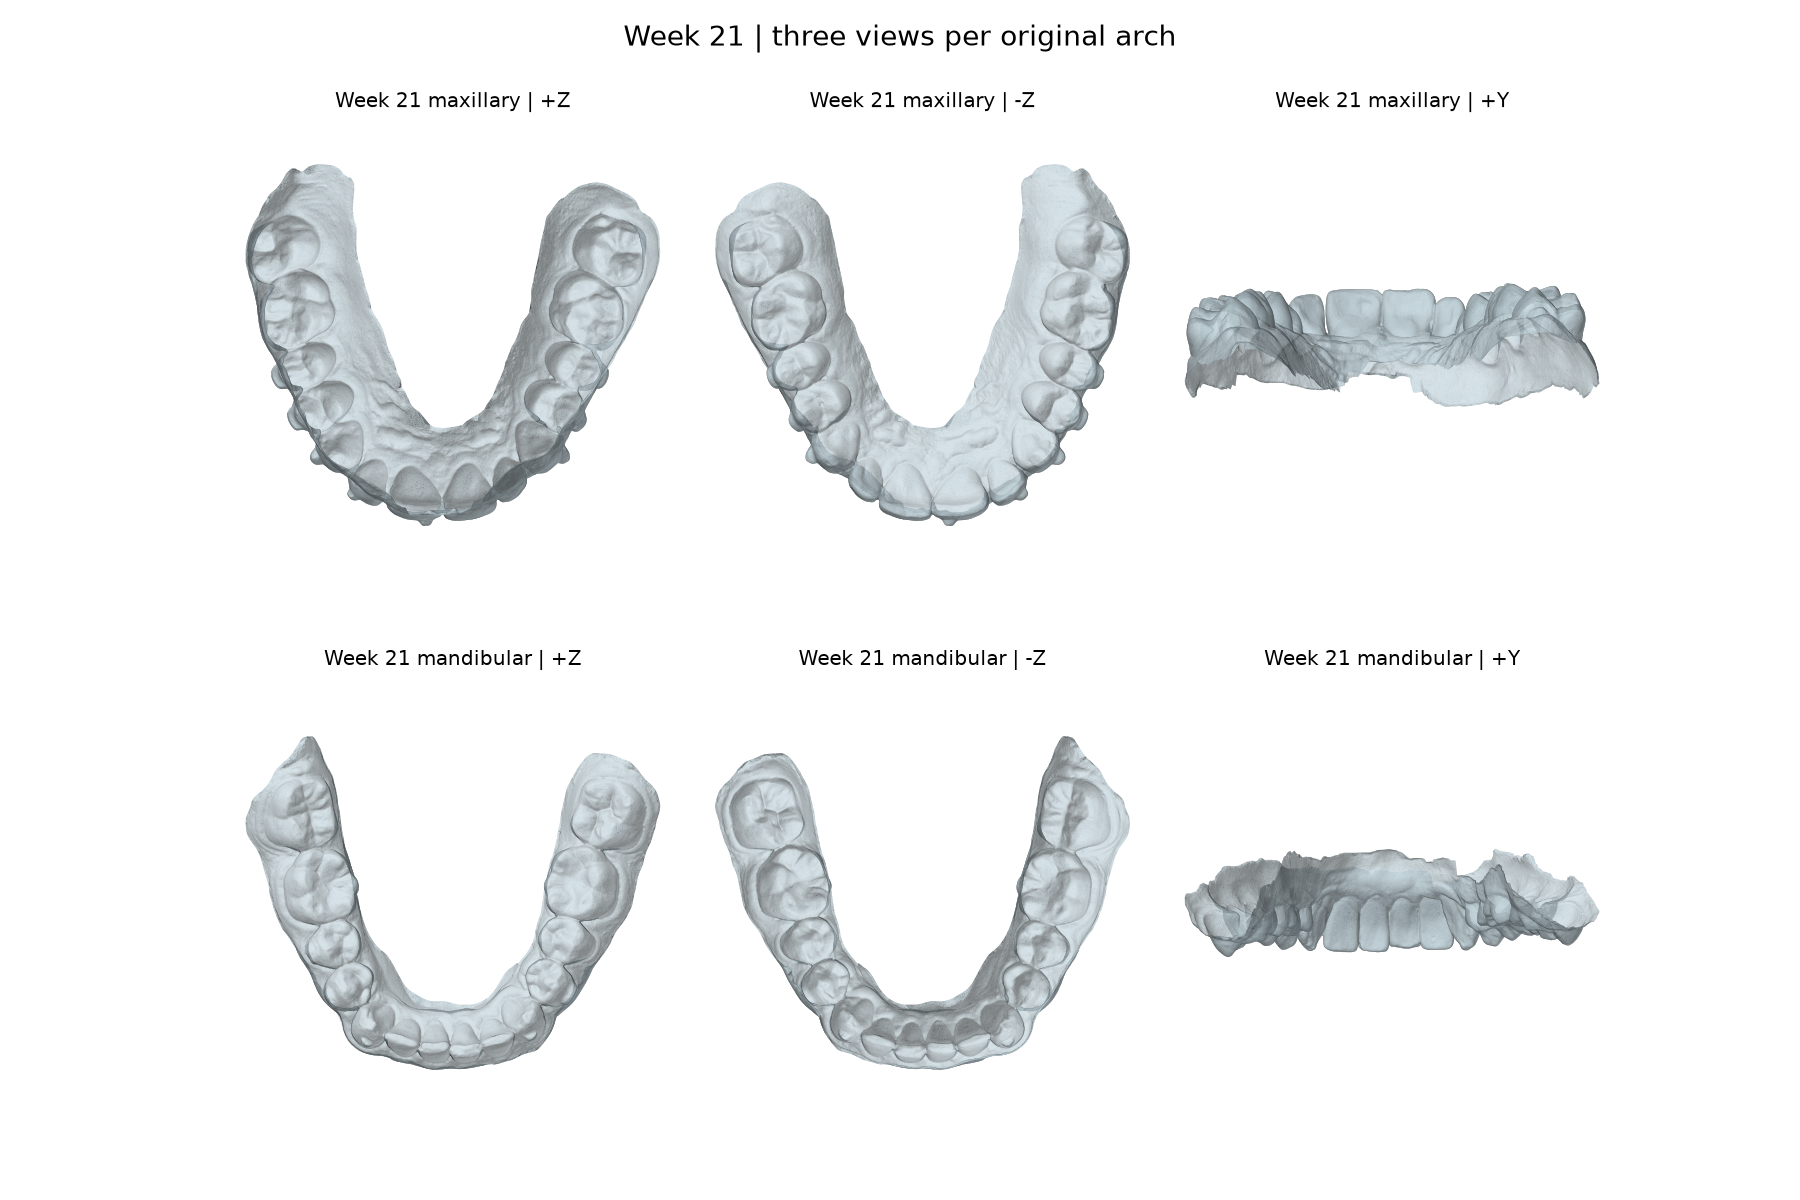 Week 21 | three views per original arch
Week 21 maxillary | +Z
Week 21 maxillary | -Z
Week 21 maxillary | +Y
Week 21 mandibular | +Z
Week 21 mandibular | -Z
Week 21 mandibular | +Y